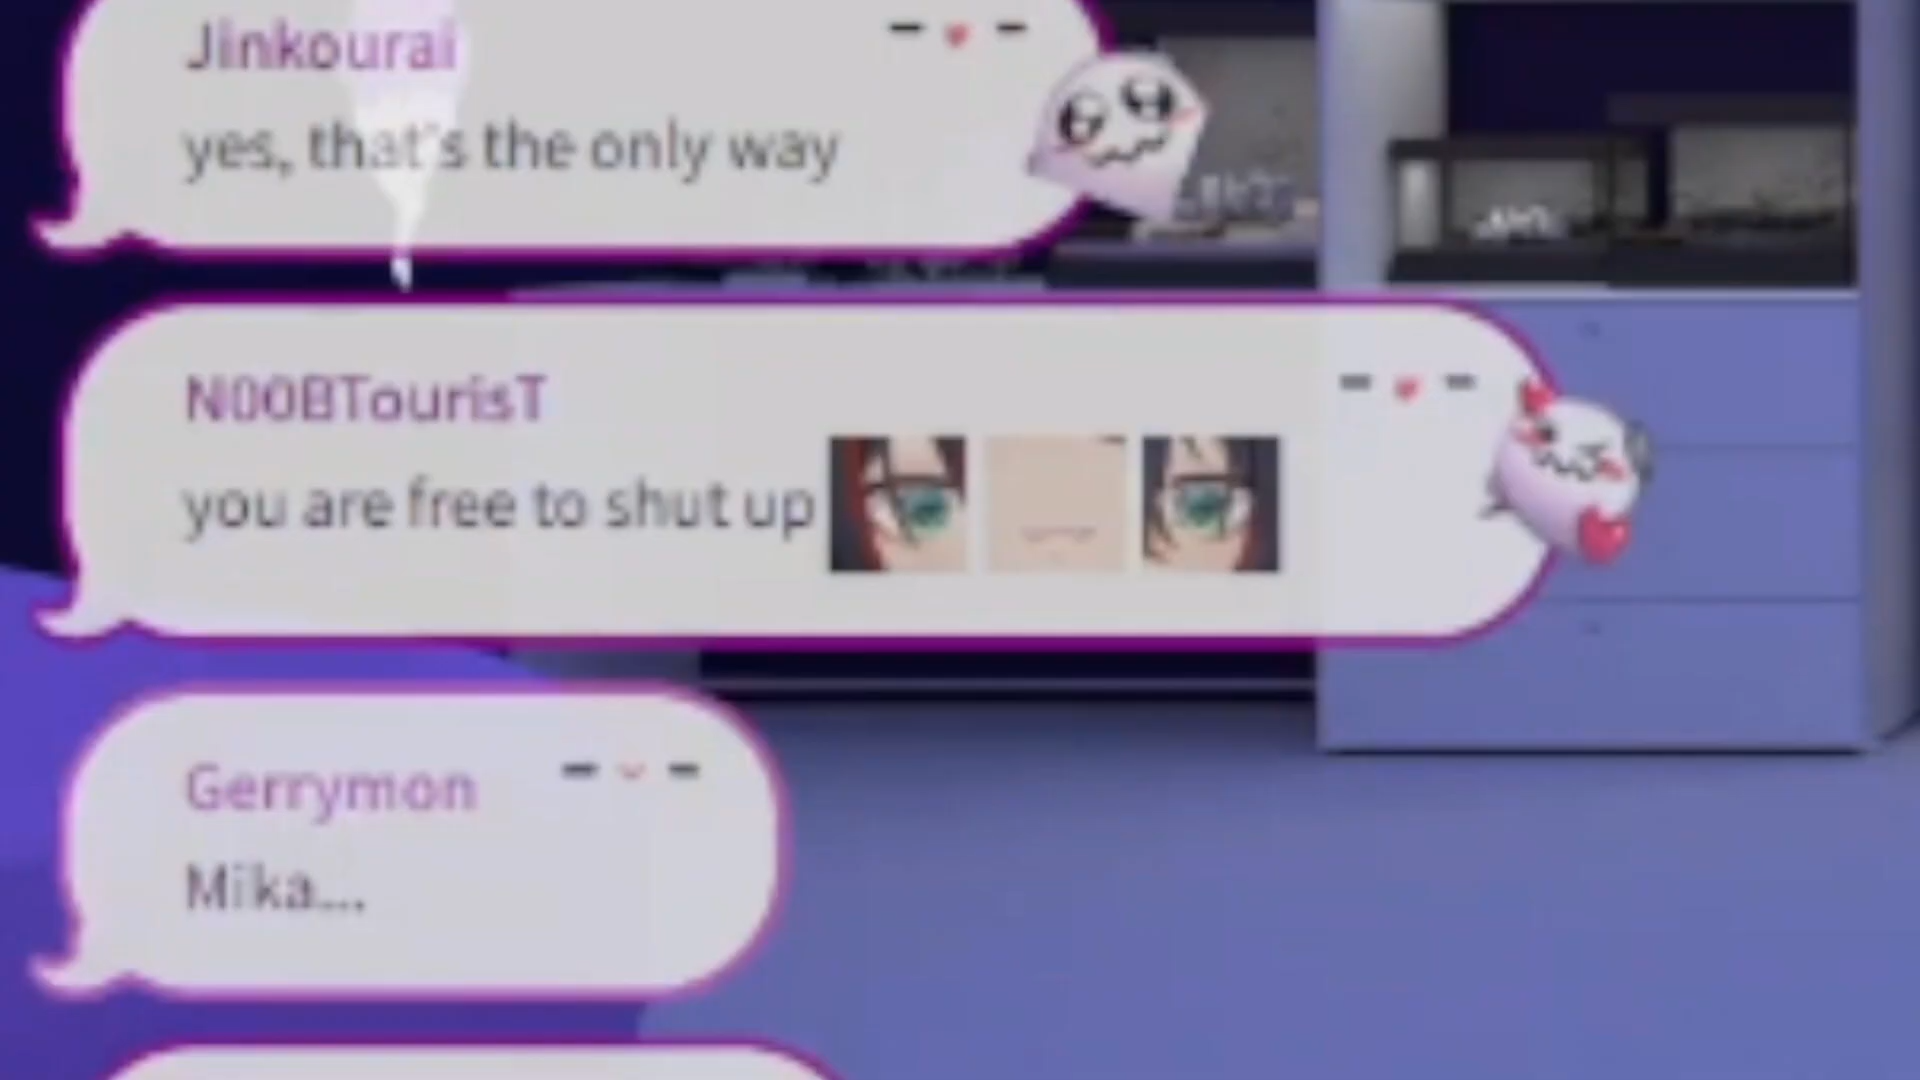 Jinkourai
yes, that's the only way
N00BTourisT
you are free to shut up
Gerrymon
Mika...